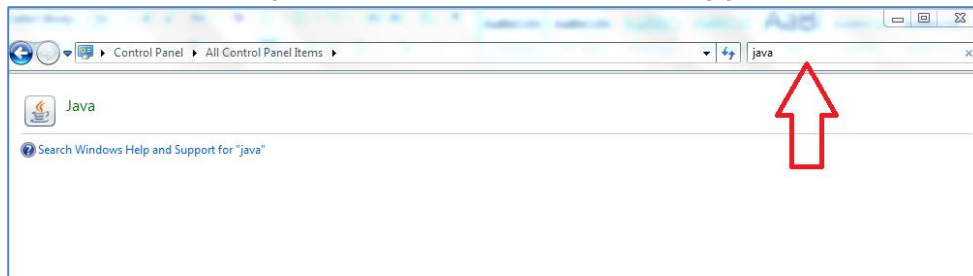 Control Panel All Control Panel Items java
Java
Search Windows Help and Support for "java"